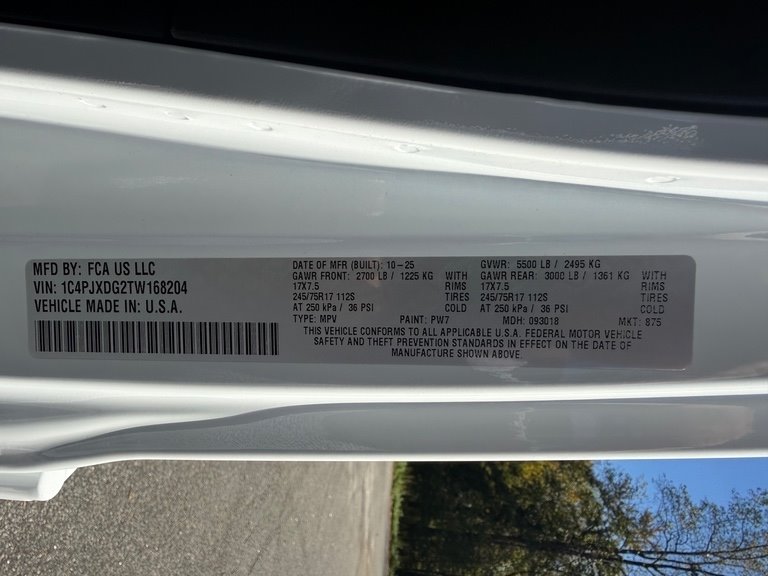 MFD BY: FCA US LLC
VIN: 1C4PJXDG2TW168204
VEHICLE MADE IN: U.S.A.
DATE OF MFR (BUILT): 10-25 GVWR: 5500 LB / 2495 KG
GAWR FRONT: 2700 LB / 1225 KG WITH GAWR REAR: 3000 LB / 1361 KG WITH
17X7.5 RIMS 17X7.5 RIMS
245/75R17 112S TIRES 245/75R17 112S TIRES
AT 250 kPa / 36 PSI COLD AT 250 kPa / 36 PSI COLD
TYPE: MPV PAINT: PW7 MDH: 093018 MKT: 875
THIS VEHICLE CONFORMS TO ALL APPLICABLE U.S.A. FEDERAL MOTOR VEHICLE
SAFETY AND THEFT PREVENTION STANDARDS IN EFFECT ON THE DATE OF
MANUFACTURE SHOWN ABOVE.